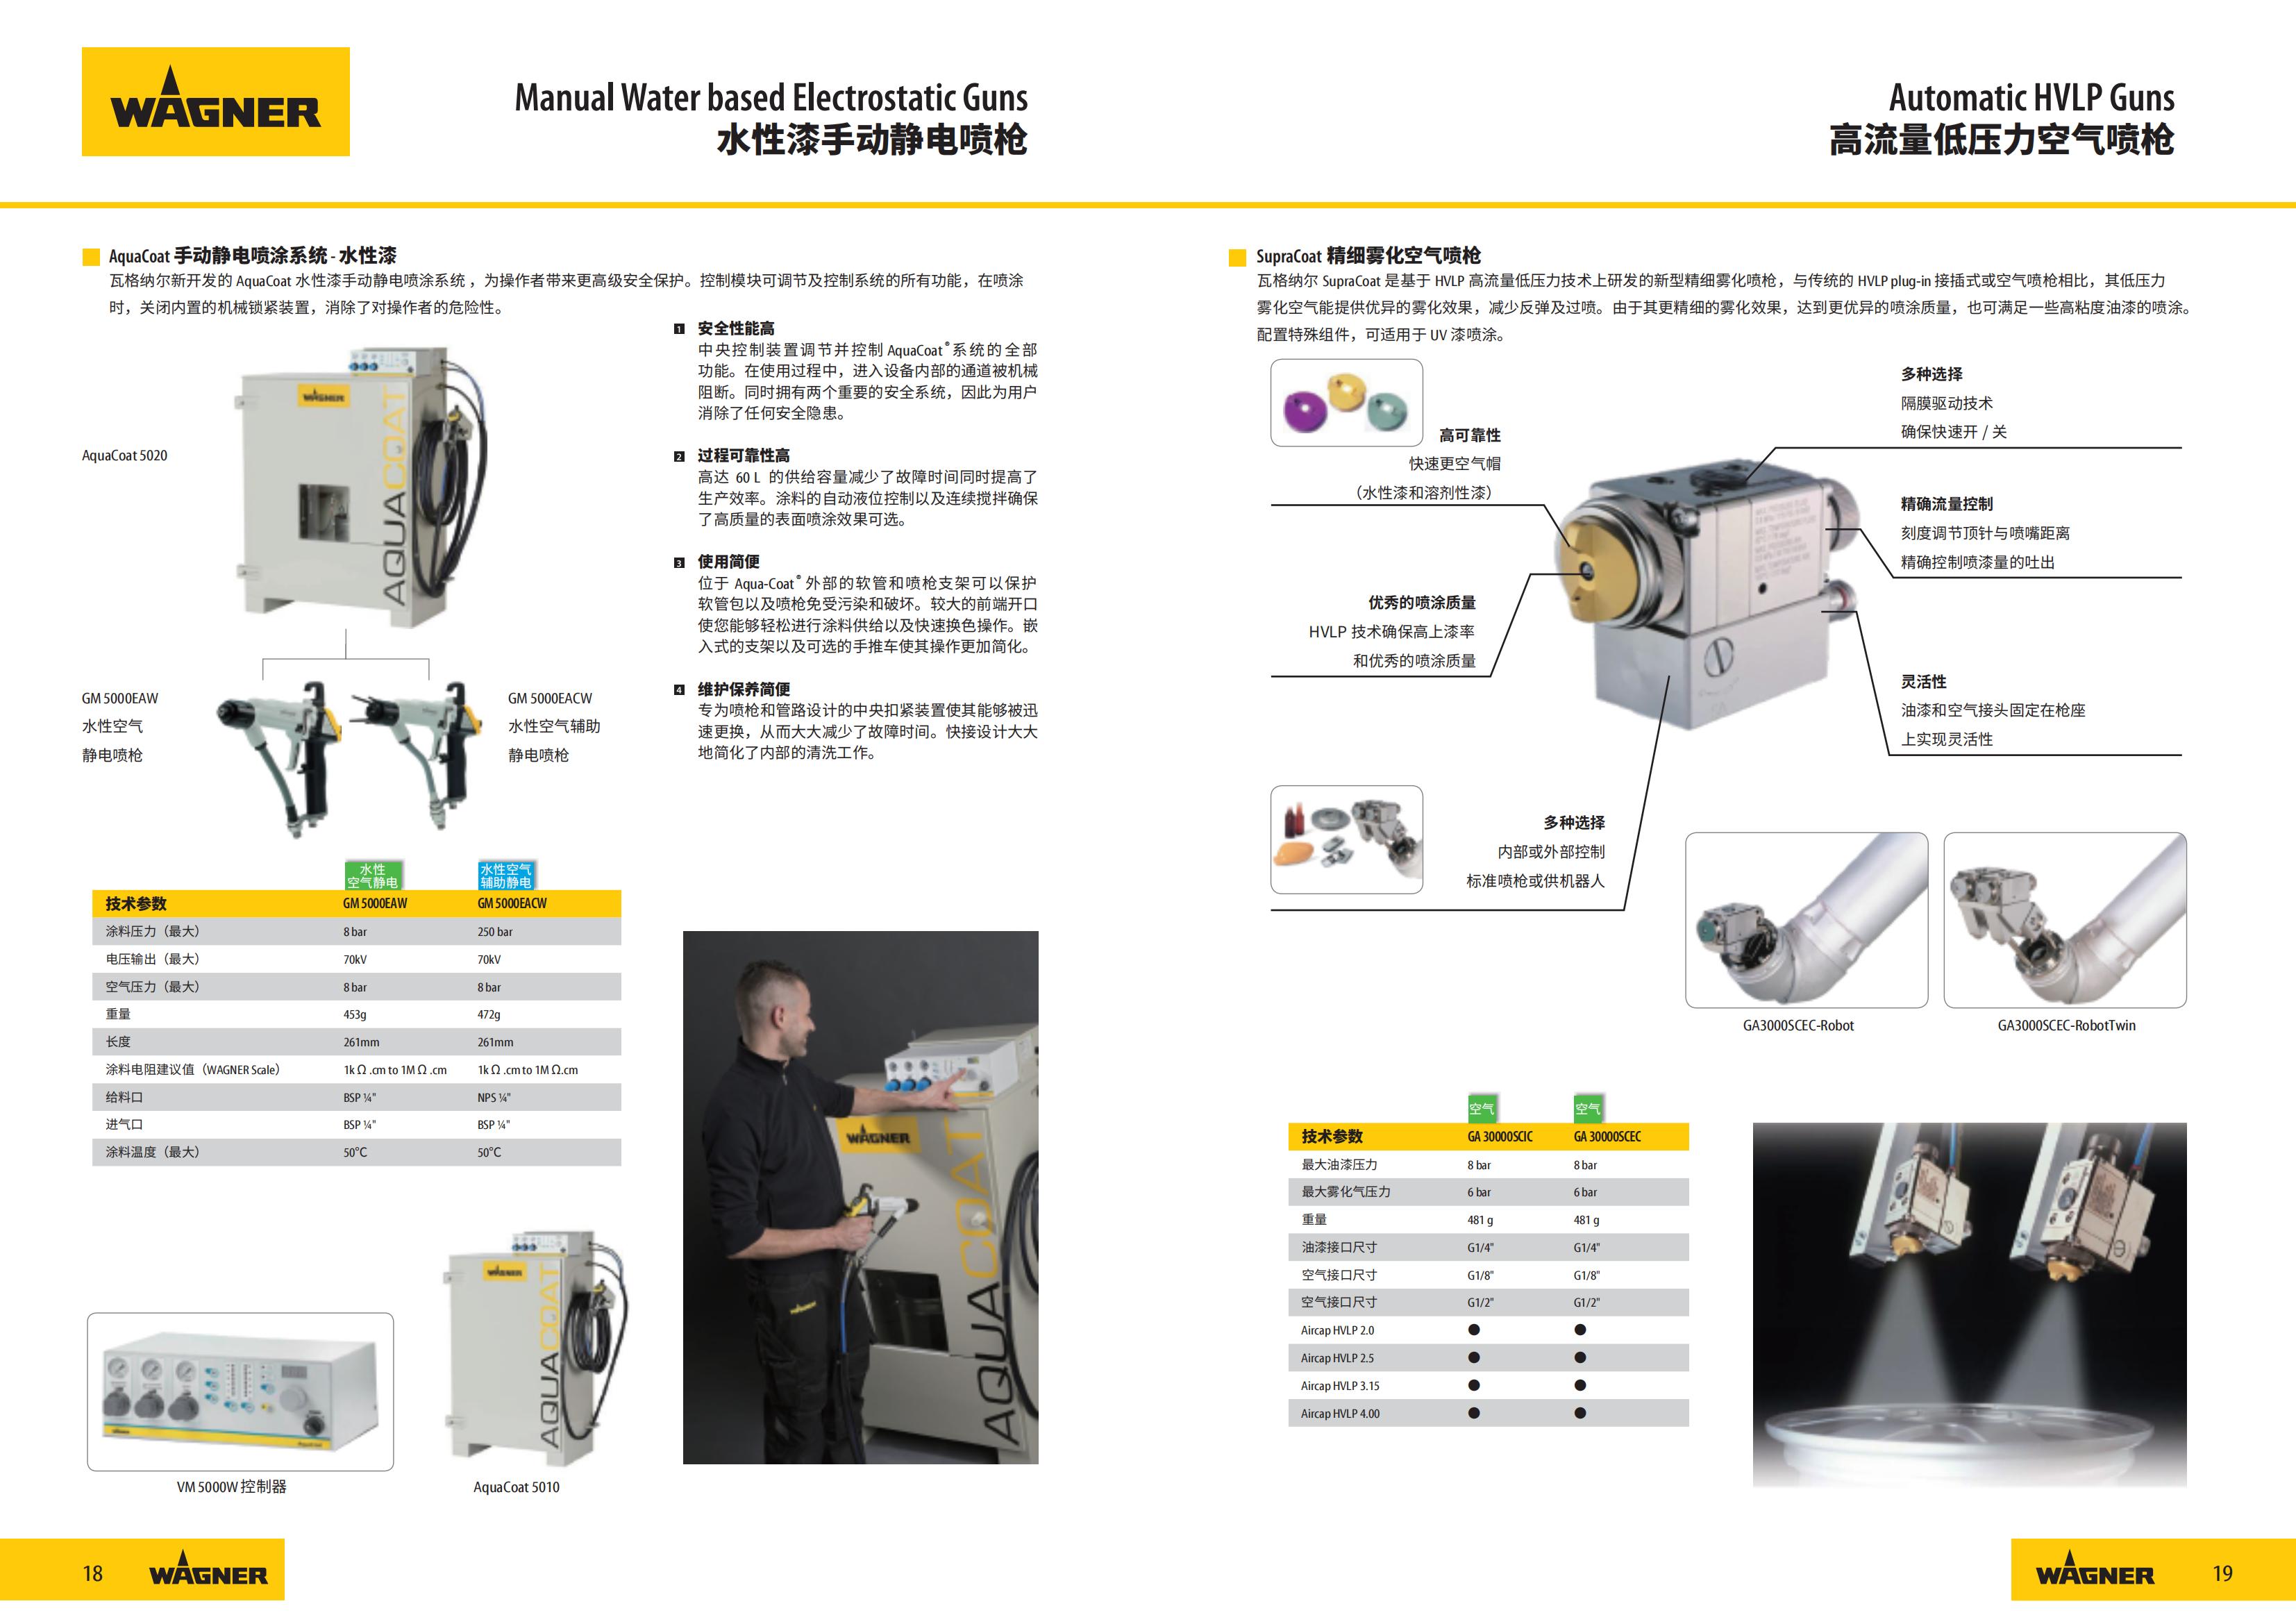 WAGNER
Manual Water based Electrostatic Guns
水性漆手动静电喷枪
AquaCoat 手动静电喷涂系统 - 水性漆
瓦格纳尔新开发的 AquaCoat 水性漆手动静电喷涂系统 ，为操作者带来更高级安全保护。控制模块可调节及控制系统的所有功能，在喷涂
时，关闭内置的机械锁紧装置，消除了对操作者的危险性。
WAGNER
AQUACOAT
AquaCoat 5020
GM 5000EAW
水性空气
静电喷枪
GM 5000EACW
水性空气辅助
静电喷枪
1 安全性能高
中央控制装置调节并控制 AquaCoat®系统的全部
功能。在使用过程中，进入设备内部的通道被机械
阻断。同时拥有两个重要的安全系统，因此为用户
消除了任何安全隐患。
2 过程可靠性高
高达 60 L 的供给容量减少了故障时间同时提高了
生产效率。涂料的自动液位控制以及连续搅拌确保
了高质量的表面喷涂效果可选。
3 使用简便
位于 Aqua-Coat® 外部的软管和喷枪支架可以保护
软管包以及喷枪免受污染和破坏。较大的前端开口
使您能够轻松进行涂料供给以及快速换色操作。嵌
入式的支架以及可选的手推车使其操作更加简化。
4 维护保养简便
专为喷枪和管路设计的中央扣紧装置使其能够被迅
速更换，从而大大减少了故障时间。快接设计大大
地简化了内部的清洗工作。
水性
空气静电
水性空气
辅助静电
技术参数 GM 5000EAW GM 5000EACW
涂料压力（最大） 8 bar 250 bar
电压输出（最大） 70kV 70kV
空气压力（最大） 8 bar 8 bar
重量 453g 472g
长度 261mm 261mm
涂料电阻建议值（WAGNER Scale） 1k Ω .cm to 1M Ω .cm 1k Ω .cm to 1M Ω.cm
给料口 BSP ¼" NPS ¼"
进气口 BSP ¼" BSP ¼"
涂料温度（最大） 50°C 50°C
VM 5000W 控制器
WAGNER
AQUACOAT
AquaCoat 5010
WAGNER
AQUACOAT
18 WAGNER
Automatic HVLP Guns
高流量低压力空气喷枪
SupraCoat 精细雾化空气喷枪
瓦格纳尔 SupraCoat 是基于 HVLP 高流量低压力技术上研发的新型精细雾化喷枪，与传统的 HVLP plug-in 接插式或空气喷枪相比，其低压力
雾化空气能提供优异的雾化效果，减少反弹及过喷。由于其更精细的雾化效果，达到更优异的喷涂质量，也可满足一些高粘度油漆的喷涂。
配置特殊组件，可适用于 UV 漆喷涂。
高可靠性
快速更空气帽
（水性漆和溶剂性漆）
优秀的喷涂质量
HVLP 技术确保高上漆率
和优秀的喷涂质量
多种选择
内部或外部控制
标准喷枪或供机器人
多种选择
隔膜驱动技术
确保快速开 / 关
精确流量控制
刻度调节顶针与喷嘴距离
精确控制喷漆量的吐出
灵活性
油漆和空气接头固定在枪座
上实现灵活性
GA3000SCEC-Robot
GA3000SCEC-RobotTwin
空气 空气
技术参数 GA 30000SCIC GA 30000SCEC
最大油漆压力 8 bar 8 bar
最大雾化气压力 6 bar 6 bar
重量 481 g 481 g
油漆接口尺寸 G1/4" G1/4"
空气接口尺寸 G1/8" G1/8"
空气接口尺寸 G1/2" G1/2"
Aircap HVLP 2.0 ● ●
Aircap HVLP 2.5 ● ●
Aircap HVLP 3.15 ● ●
Aircap HVLP 4.00 ● ●
WAGNER 19